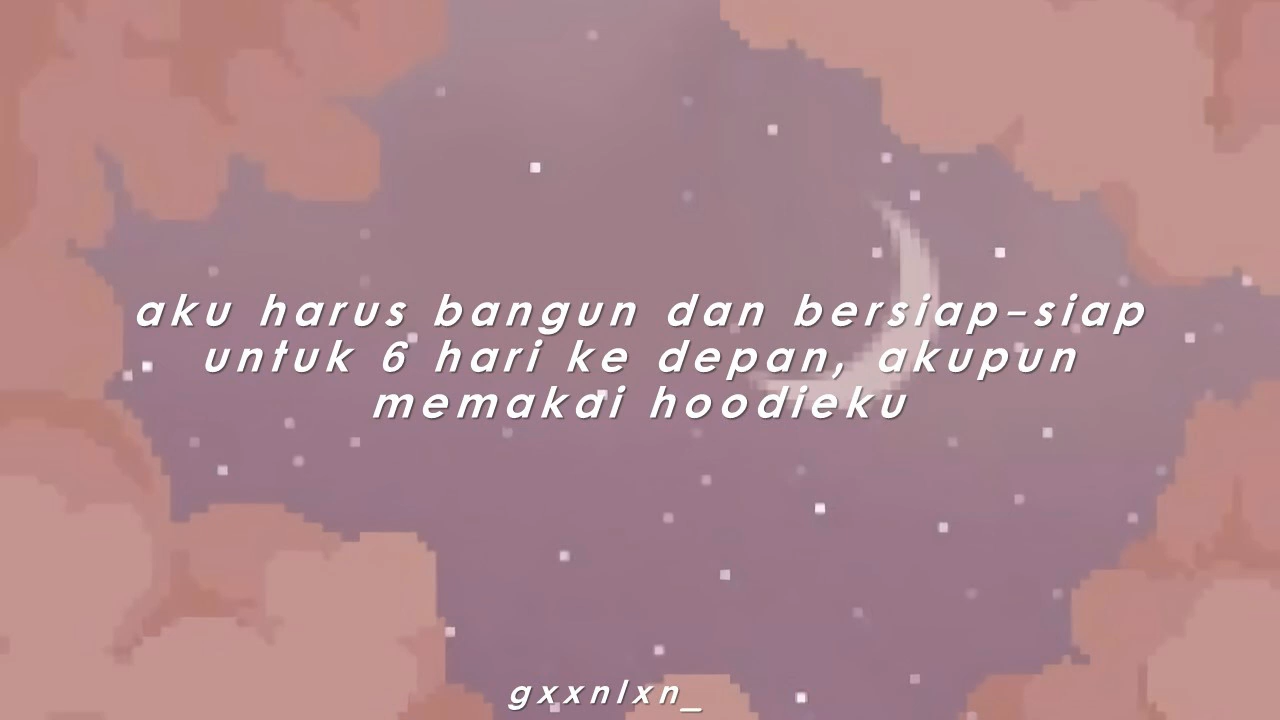 aku harus bangun dan bersiap-siap
untuk 6 hari ke depan, akupun
memakai hoodieku
gxxnlxn_